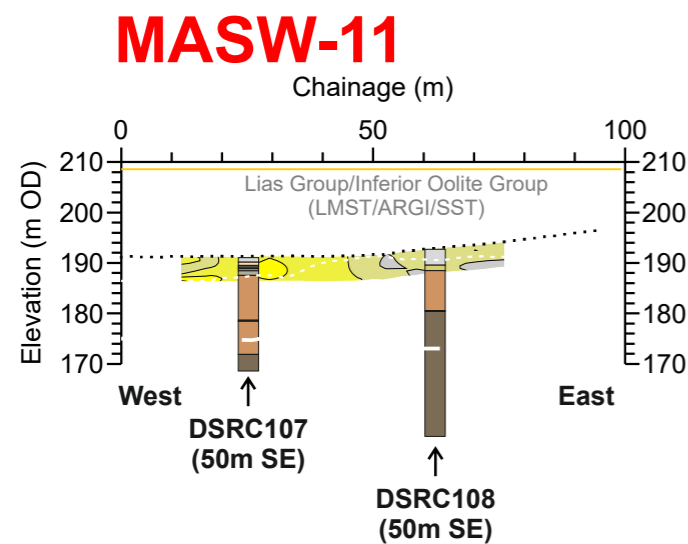 MASW-11
Chainage (m)
0 50 100
Elevation (m OD)
210 210
Lias Group/Inferior Oolite Group
(LMST/ARGI/SST)
200 200
190 190
180 180
170 170
West East
DSRC107
(50m SE)
DSRC108
(50m SE)